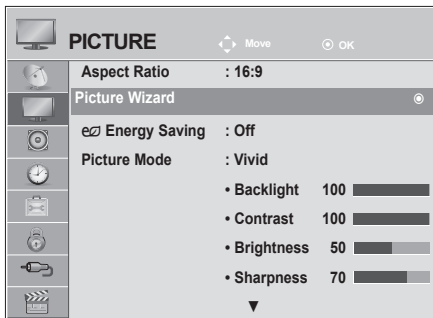 PICTURE Move OK
Aspect Ratio : 16:9
Picture Wizard
Energy Saving : Off
Picture Mode : Vivid
• Backlight 100
• Contrast 100
• Brightness 50
• Sharpness 70